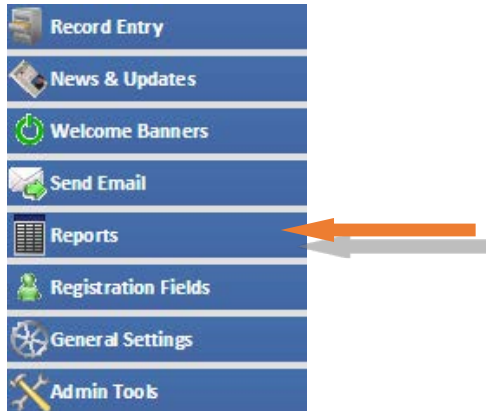 Record Entry
News & Updates
Welcome Banners
Send Email
Reports
Registration Fields
General Settings
Admin Tools